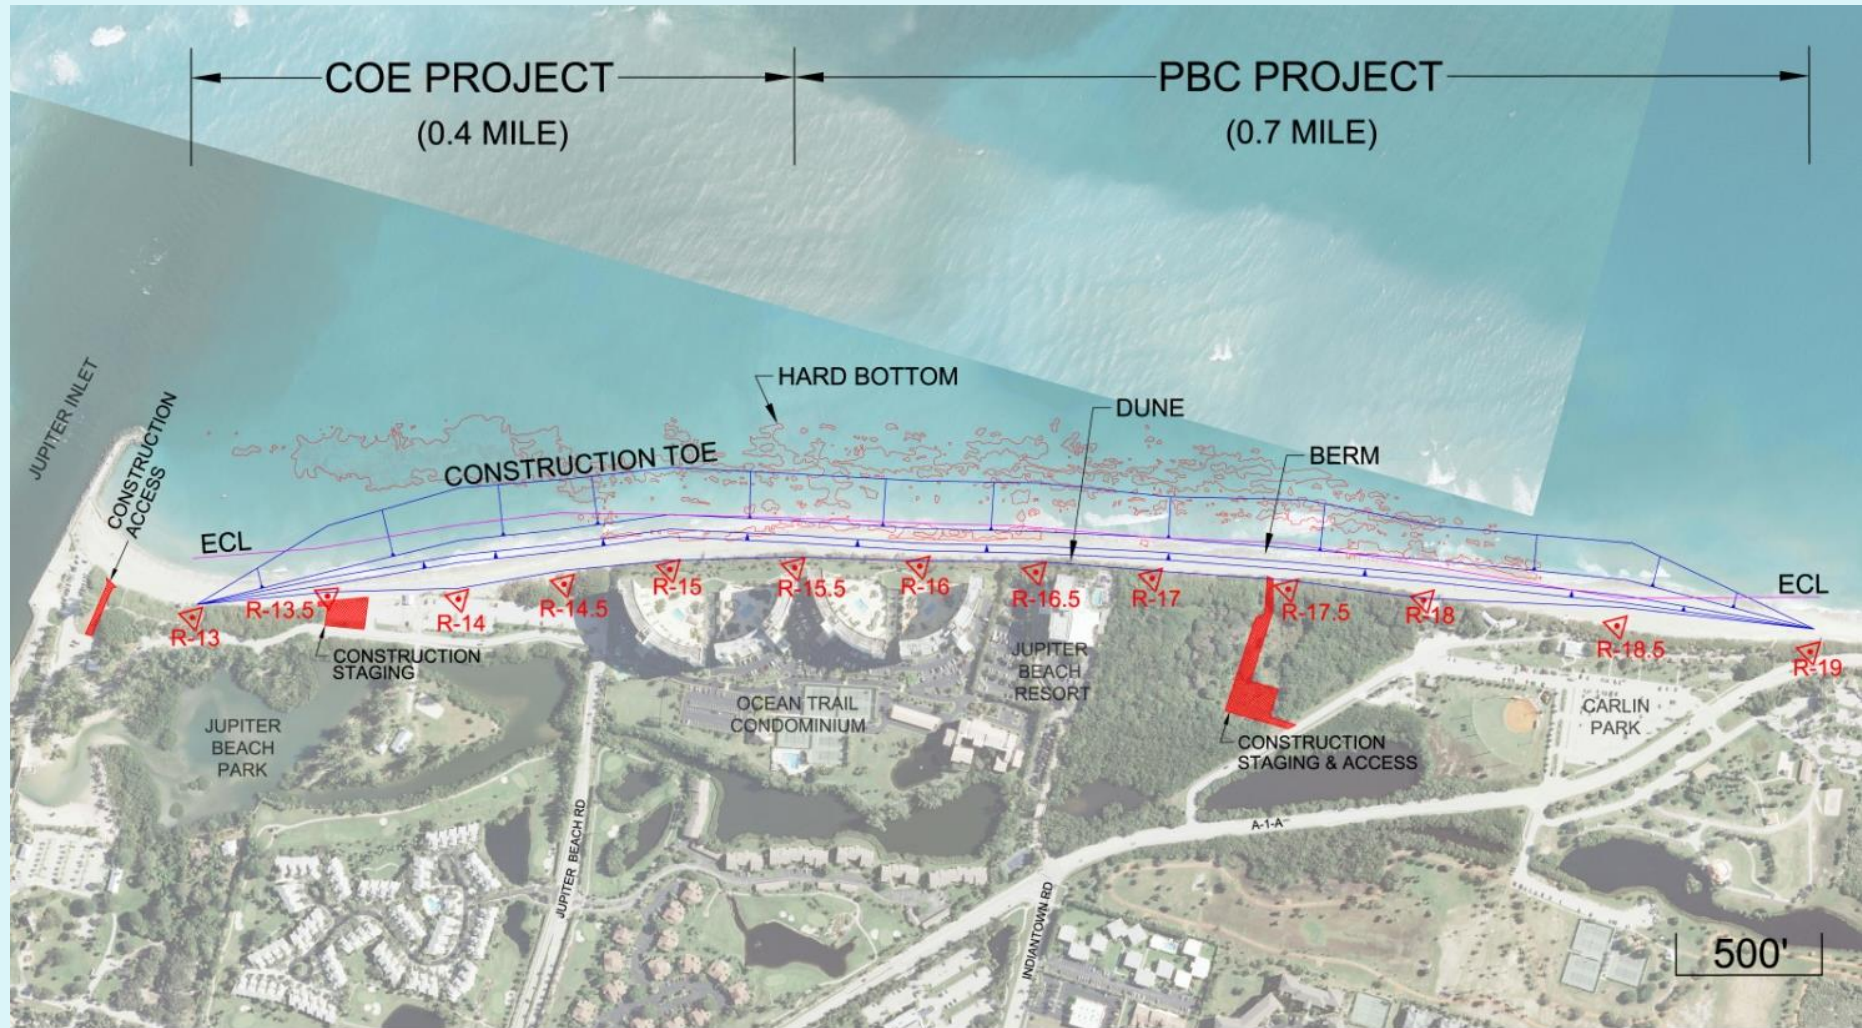 COE PROJECT
(0.4 MILE)
PBC PROJECT
(0.7 MILE)
JUPITER INLET
CONSTRUCTION
ACCESS
HARD BOTTOM
DUNE
CONSTRUCTION TOE
BERM
ECL
ECL
R-13
R-13.5
R-14
R-14.5
R-15
R-15.5
R-16
R-16.5
R-17
R-17.5
R-18
R-18.5
R-19
CONSTRUCTION
STAGING
JUPITER
BEACH
RESORT
OCEAN TRAIL
CONDOMINIUM
JUPITER
BEACH
PARK
CARLIN
PARK
CONSTRUCTION
STAGING & ACCESS
JUPITER BEACH RD
A-1-A
INDIANTOWN RD
500'